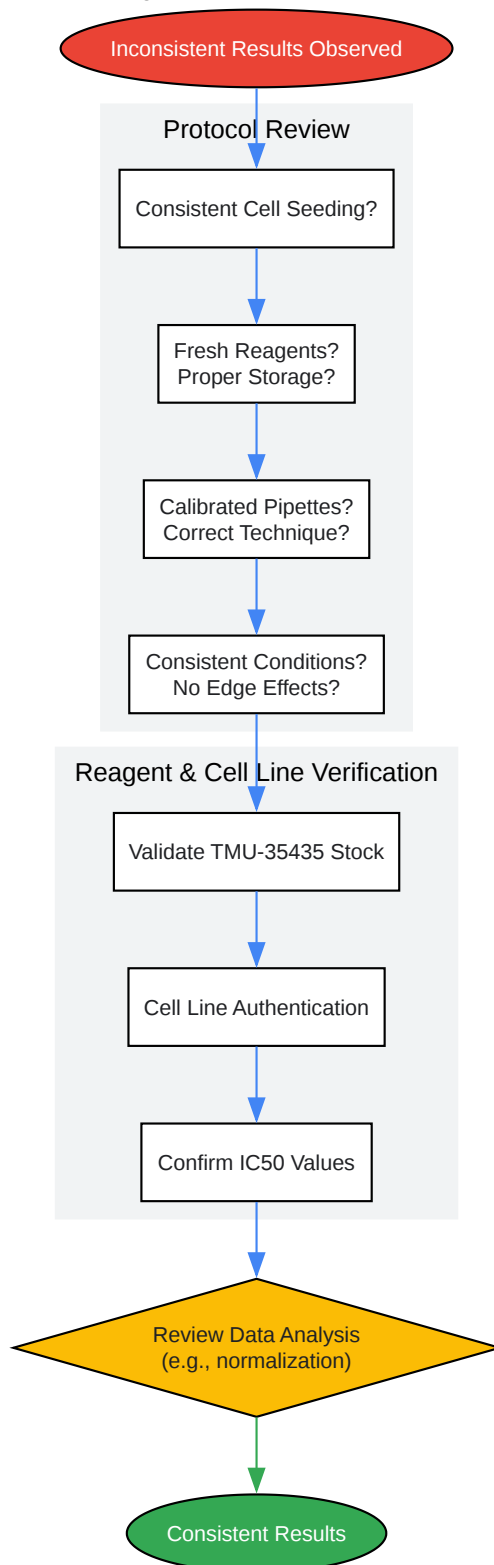 Inconsistent Results Observed
Protocol Review
Consistent Cell Seeding?
Fresh Reagents?
Proper Storage?
Calibrated Pipettes?
Correct Technique?
Consistent Conditions?
No Edge Effects?
Reagent & Cell Line Verification
Validate TMU-35435 Stock
Cell Line Authentication
Confirm IC50 Values
Review Data Analysis
(e.g., normalization)
Consistent Results